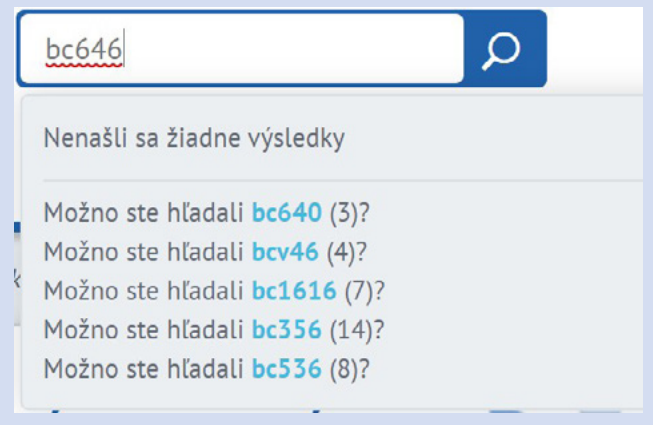 bc646
Nenašli sa žiadne výsledky
Možno ste hľadali bc640 (3)?
Možno ste hľadali bcv46 (4)?
Možno ste hľadali bc1616 (7)?
Možno ste hľadali bc356 (14)?
Možno ste hľadali bc536 (8)?